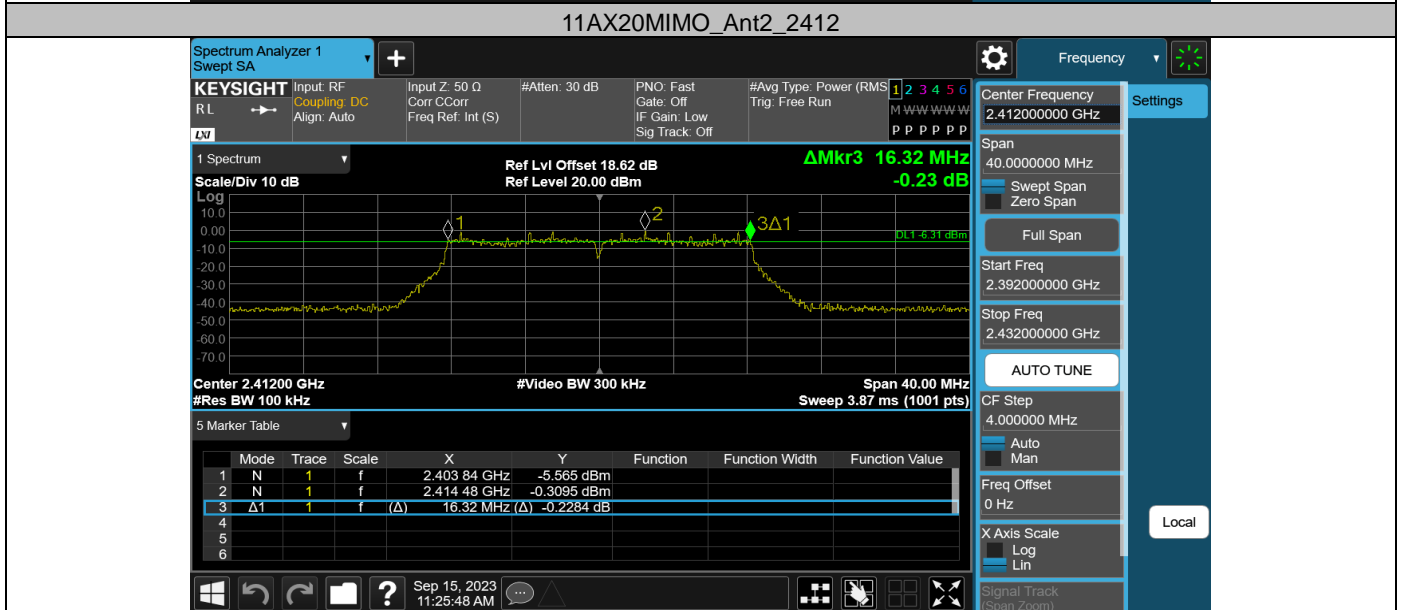 11AX20MIMO_Ant2_2412
Spectrum Analyzer 1
Swept SA
+
Frequency
KEYSIGHT Input: RF Input Z: 50 Ω #Atten: 30 dB PNO: Fast #Avg Type: Power (RMS 1 2 3 4 5 6
RL Coupling: DC Corr CCorr Gate: Off Trig: Free Run M W W W W W
Align: Auto Freq Ref: Int (S) IF Gain: Low
LXI Sig Track: Off P P P P P P
1 Spectrum
Ref Lvl Offset 18.62 dB ΔMkr3 16.32 MHz
Scale/Div 10 dB Ref Level 20.00 dBm -0.23 dB
Log
10.0
0.00
-10.0
-20.0
-30.0
-40.0
-50.0
-60.0
-70.0
1
2
3Δ1
DL1 -6.31 dBm
Center 2.41200 GHz #Video BW 300 kHz Span 40.00 MHz
#Res BW 100 kHz Sweep 3.87 ms (1001 pts)
5 Marker Table
Mode Trace Scale X Y Function Function Width Function Value
1 N 1 f 2.403 84 GHz -5.565 dBm
2 N 1 f 2.414 48 GHz -0.3095 dBm
3 Δ1 1 f (Δ) 16.32 MHz (Δ) -0.2284 dB
4
5
6
Center Frequency
2.412000000 GHz
Settings
Span
40.0000000 MHz
Swept Span
Zero Span
Full Span
Start Freq
2.392000000 GHz
Stop Freq
2.432000000 GHz
AUTO TUNE
CF Step
4.000000 MHz
Auto
Man
Freq Offset
0 Hz
Local
X Axis Scale
Log
Lin
Signal Track
(Span Zoom)
? Sep 15, 2023
11:25:48 AM